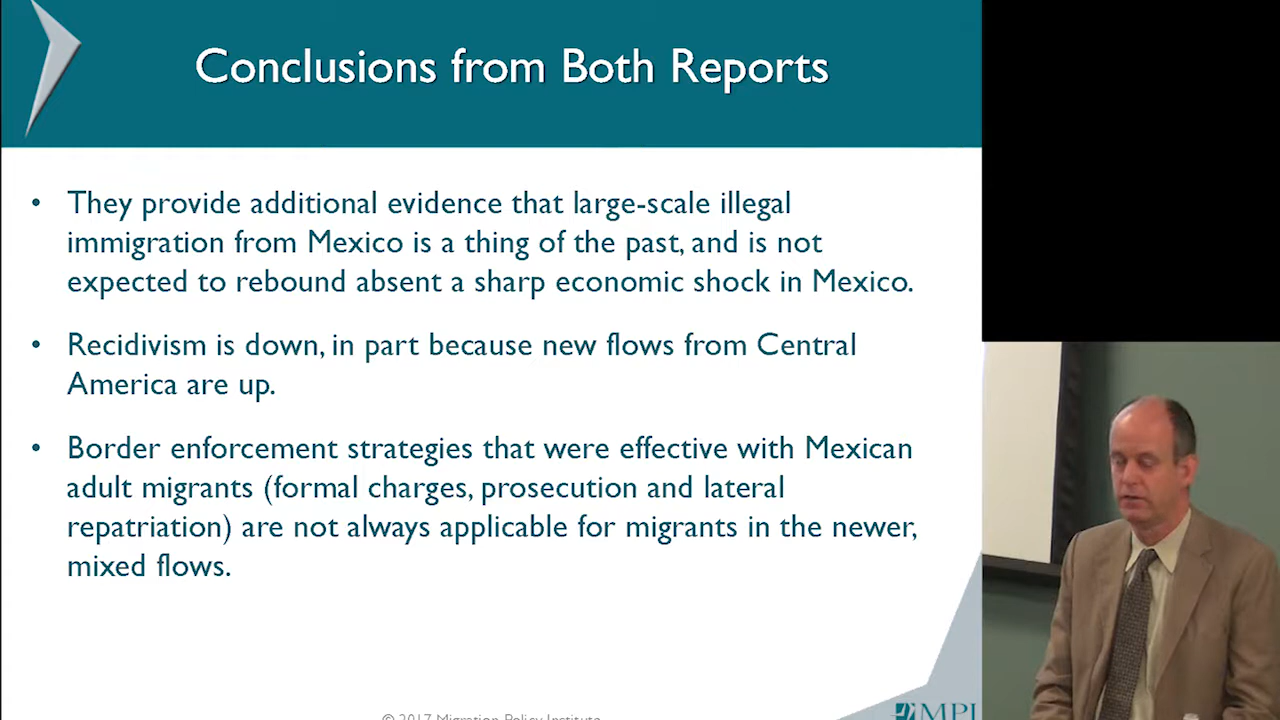 Conclusions from Both Reports
• They provide additional evidence that large-scale illegal
immigration from Mexico is a thing of the past, and is not
expected to rebound absent a sharp economic shock in Mexico.
• Recidivism is down, in part because new flows from Central
America are up.
• Border enforcement strategies that were effective with Mexican
adult migrants (formal charges, prosecution and lateral
repatriation) are not always applicable for migrants in the newer,
mixed flows.
© 2017 Migration Policy Institute
MPI